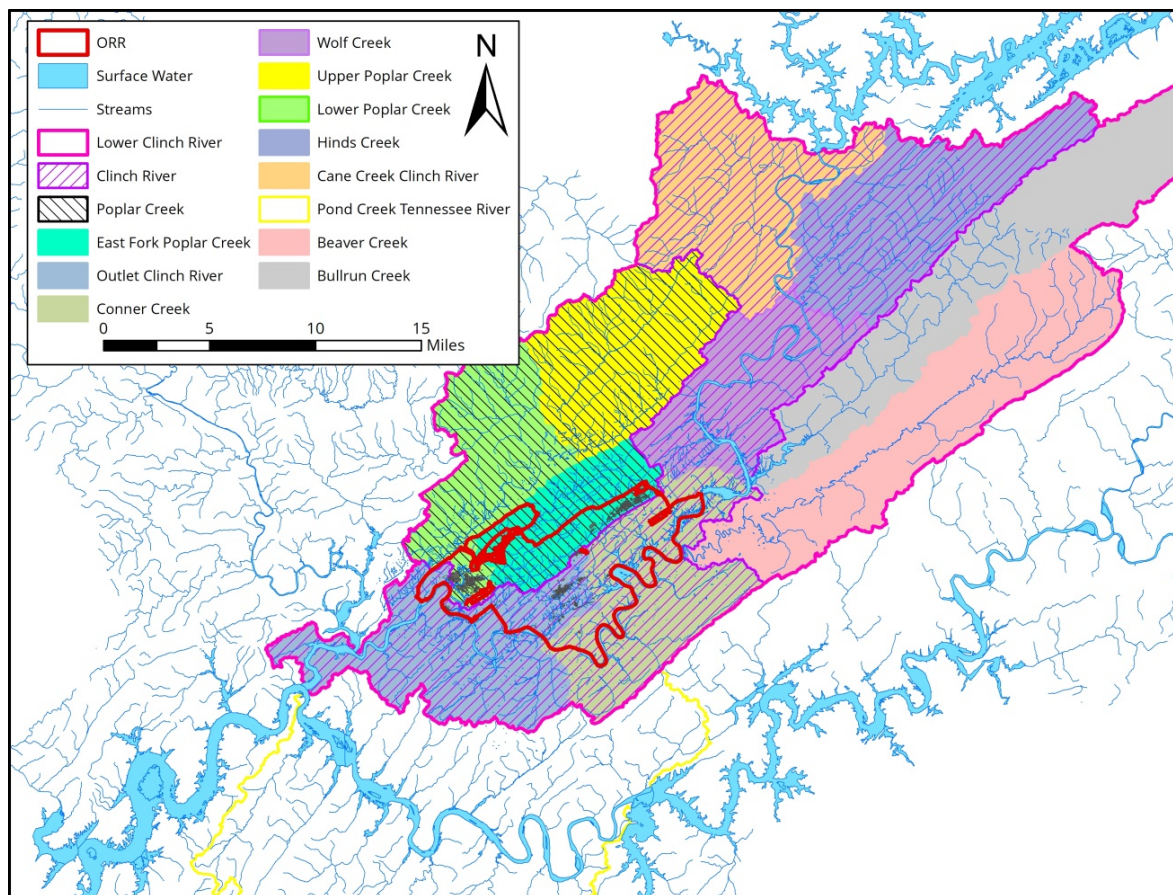 ORR
Surface Water
Streams
Lower Clinch River
Clinch River
Poplar Creek
East Fork Poplar Creek
Outlet Clinch River
Conner Creek
Wolf Creek
Upper Poplar Creek
Lower Poplar Creek
Hinds Creek
Cane Creek Clinch River
Pond Creek Tennessee River
Beaver Creek
Bullrun Creek
N
0 5 10 15
Miles